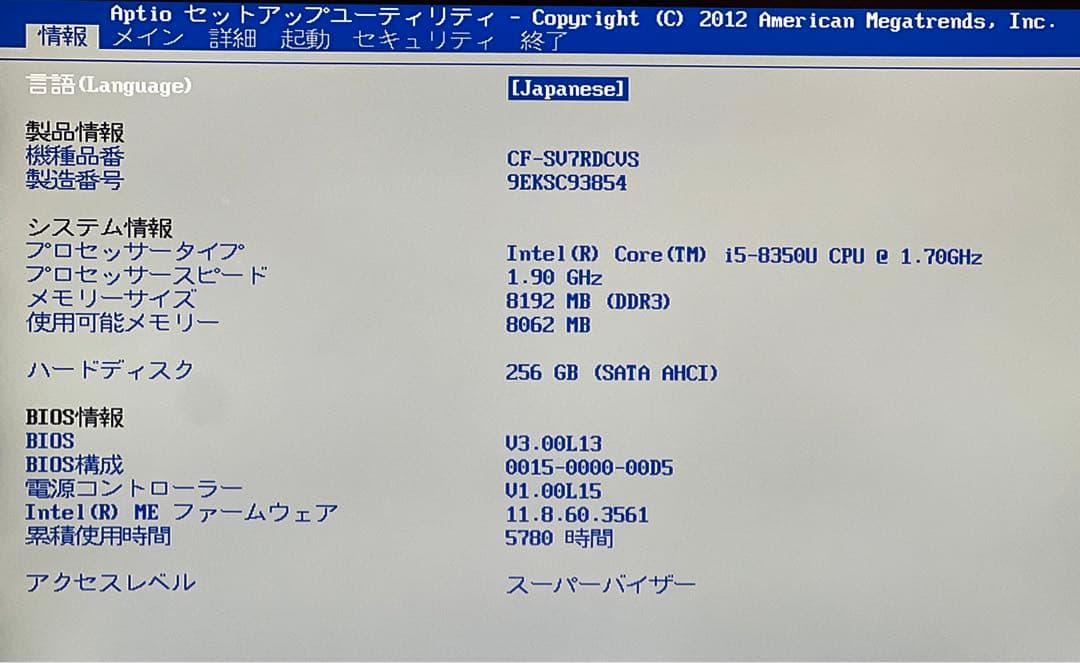 Aptio セットアップユーティリティ - Copyright (C) 2012 American Megatrends, Inc.
情報 メイン 詳細 起動 セキュリティ 終了
言語(Language) [Japanese]
製品情報
機種品番 CF-SV7RDCVS
製造番号 9EKSC93854
システム情報
プロセッサータイプ Intel(R) Core(TM) i5-8350U CPU @ 1.70GHz
プロセッサースピード 1.90 GHz
メモリーサイズ 8192 MB (DDR3)
使用可能メモリー 8062 MB
ハードディスク 256 GB (SATA AHCI)
BIOS情報
BIOS V3.00L13
BIOS構成 0015-0000-00D5
電源コントローラー V1.00L15
Intel(R) ME ファームウェア 11.8.60.3561
累積使用時間 5780 時間
アクセスレベル スーパーバイザー